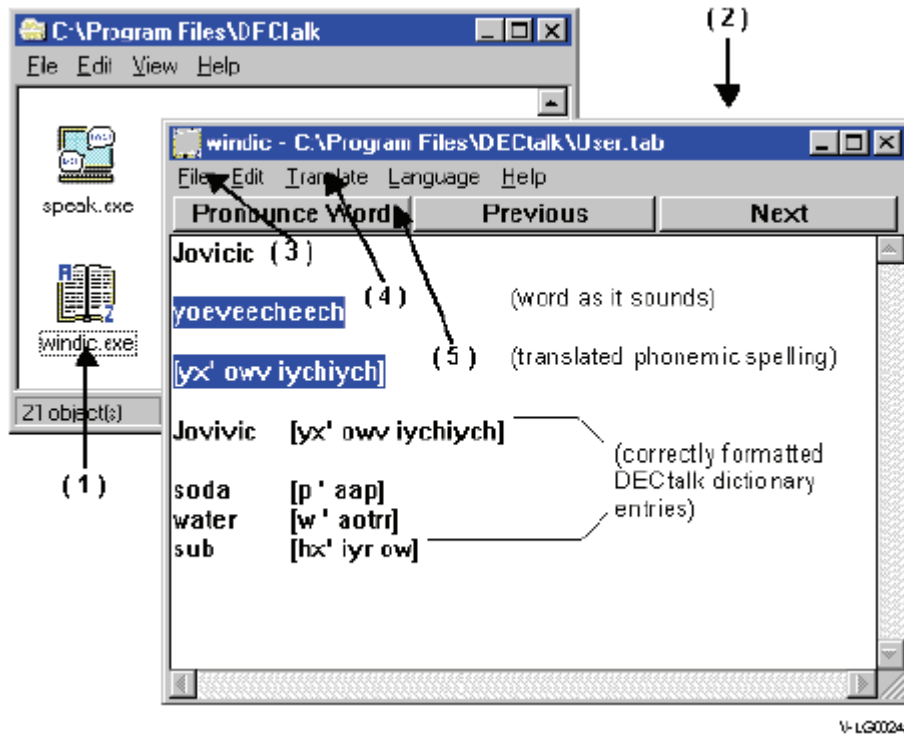 ( 2 )
C:\Program Files\DECtalk
File Edit View Help
windic - C:\Program Files\DECtalk\User.tab
File Edit Translate Language Help
speak.exe
Pronounce Word Previous Next
Jovicic ( 3 )
( 4 )
yoeveecheech (word as it sounds)
windic.exe
( 5 )
[yx' owv iychiych] (translated phonemic spelling)
21 object(s)
Jovivic [yx' owv iychiych]
( 1 )
(correctly formatted
DECtalk dictionary
entries)
soda [p ' aap]
water [w ' aotrr]
sub [hx' iyr ow]